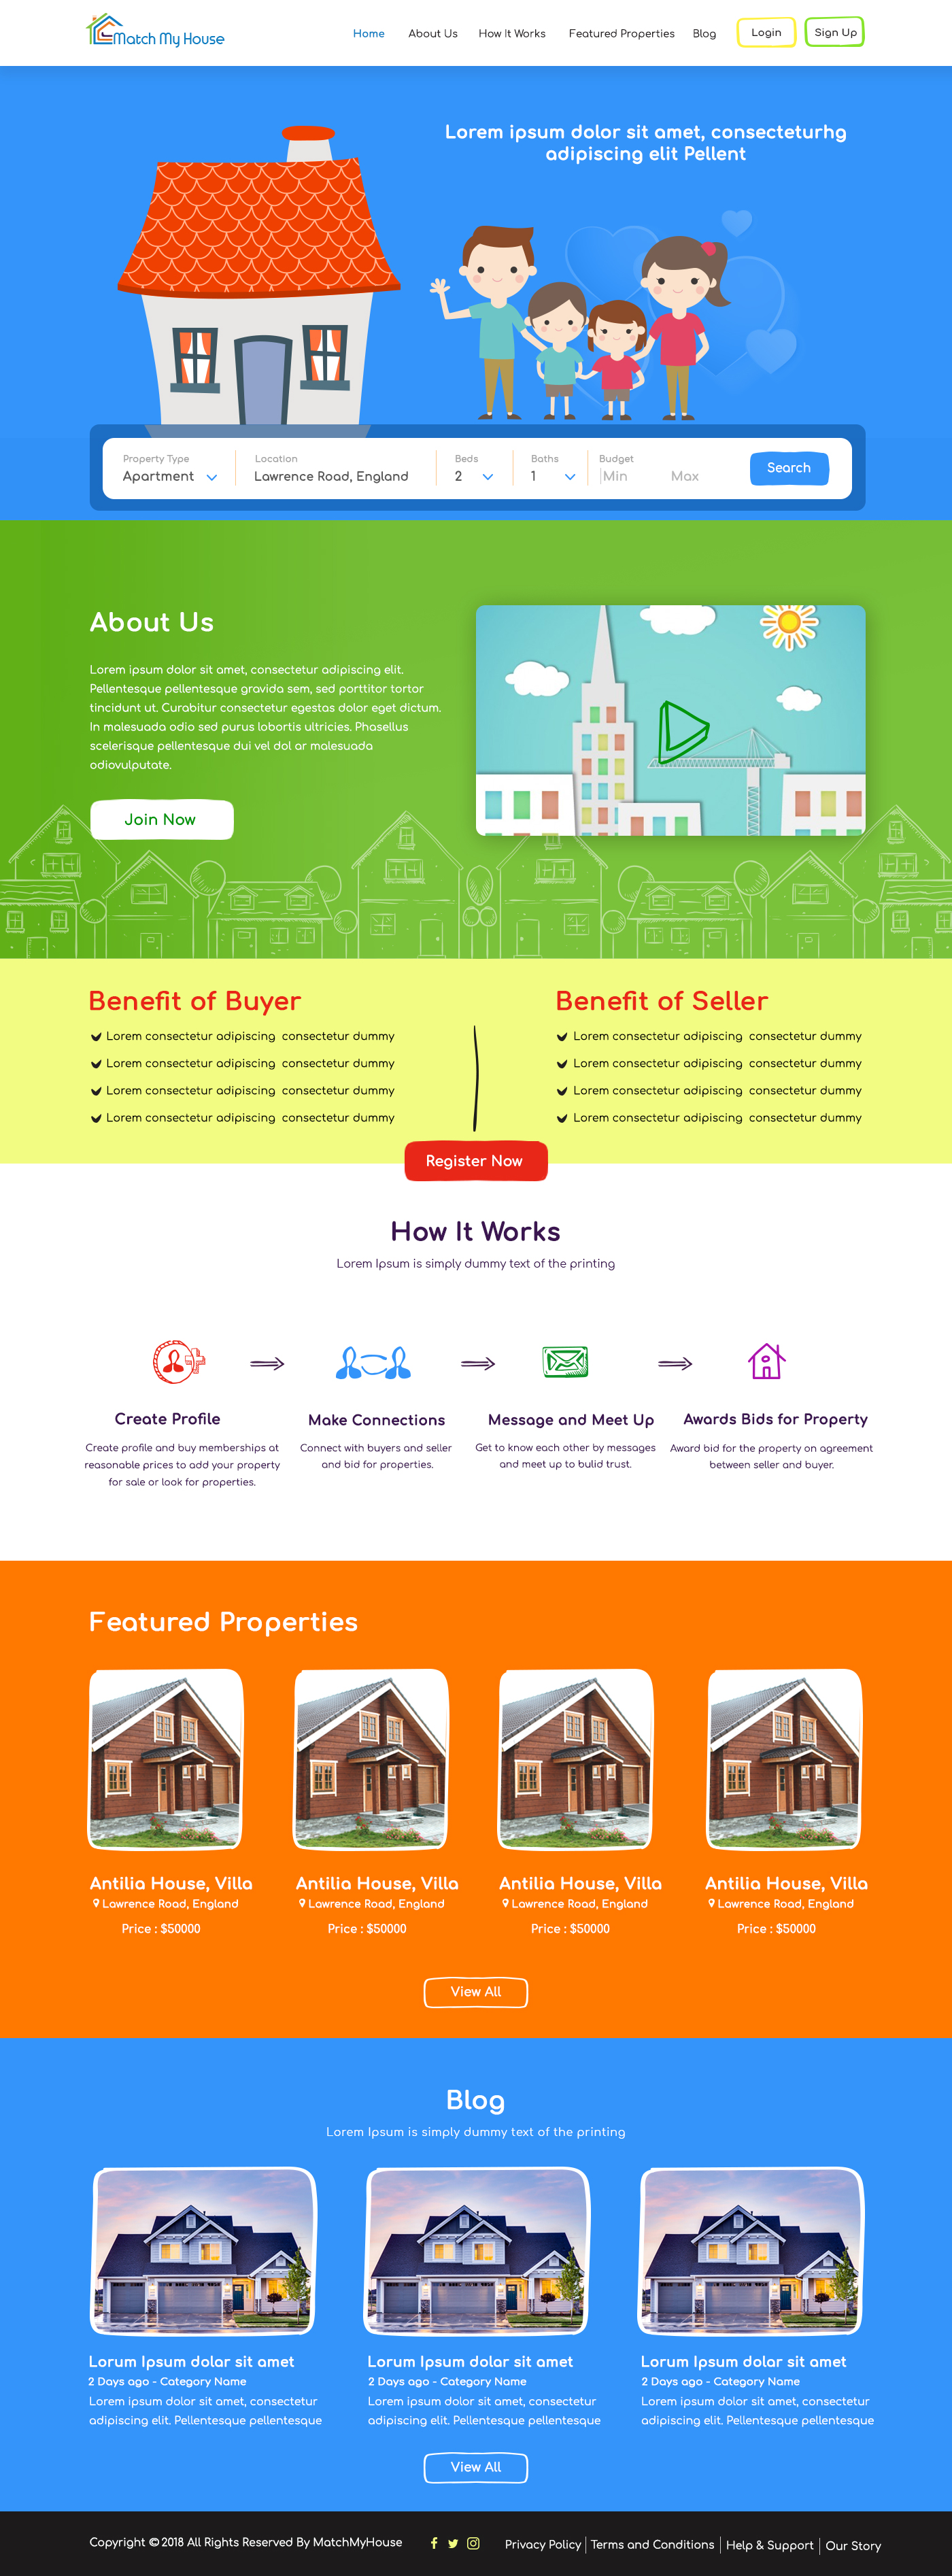 Match My House
Home About Us How It Works Featured Properties Blog Login Sign Up
Lorem ipsum dolor sit amet, consecteturhg
adipiscing elit Pellent
Property Type Location Beds Baths Budget
Apartment Lawrence Road, England 2 1 Min Max Search
About Us
Lorem ipsum dolor sit amet, consectetur adipiscing elit.
Pellentesque pellentesque gravida sem, sed porttitor tortor
tincidunt ut. Curabitur consectetur egestas dolor eget dictum.
In malesuada odio sed purus lobortis ultricies. Phasellus
scelerisque pellentesque dui vel dol ar malesuada
odiovulputate.
Join Now
Benefit of Buyer
Lorem consectetur adipiscing consectetur dummy
Lorem consectetur adipiscing consectetur dummy
Lorem consectetur adipiscing consectetur dummy
Lorem consectetur adipiscing consectetur dummy
Benefit of Seller
Lorem consectetur adipiscing consectetur dummy
Lorem consectetur adipiscing consectetur dummy
Lorem consectetur adipiscing consectetur dummy
Lorem consectetur adipiscing consectetur dummy
Register Now
How It Works
Lorem Ipsum is simply dummy text of the printing
Create Profile
Create profile and buy memberships at
reasonable prices to add your property
for sale or look for properties.
Make Connections
Connect with buyers and seller
and bid for properties.
Message and Meet Up
Get to know each other by messages
and meet up to bulid trust.
Awards Bids for Property
Award bid for the property on agreement
between seller and buyer.
Featured Properties
Antilia House, Villa
Lawrence Road, England
Price : $50000
Antilia House, Villa
Lawrence Road, England
Price : $50000
Antilia House, Villa
Lawrence Road, England
Price : $50000
Antilia House, Villa
Lawrence Road, England
Price : $50000
View All
Blog
Lorem Ipsum is simply dummy text of the printing
Lorum Ipsum dolar sit amet
2 Days ago - Category Name
Lorem ipsum dolor sit amet, consectetur
adipiscing elit. Pellentesque pellentesque
Lorum Ipsum dolar sit amet
2 Days ago - Category Name
Lorem ipsum dolor sit amet, consectetur
adipiscing elit. Pellentesque pellentesque
Lorum Ipsum dolar sit amet
2 Days ago - Category Name
Lorem ipsum dolor sit amet, consectetur
adipiscing elit. Pellentesque pellentesque
View All
Copyright © 2018 All Rights Reserved By MatchMyHouse Privacy Policy | Terms and Conditions | Help & Support | Our Story